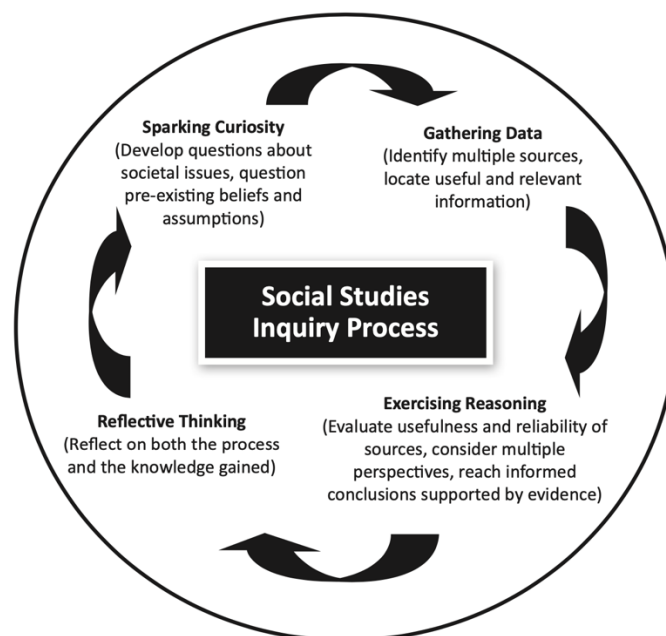 Sparking Curiosity
(Develop questions about
societal issues, question
pre-existing beliefs and
assumptions)
Gathering Data
(Identify multiple sources,
locate useful and relevant
information)
Social Studies
Inquiry Process
Reflective Thinking
(Reflect on both the process
and the knowledge gained)
Exercising Reasoning
(Evaluate usefulness and reliability of
sources, consider multiple
perspectives, reach informed
conclusions supported by evidence)